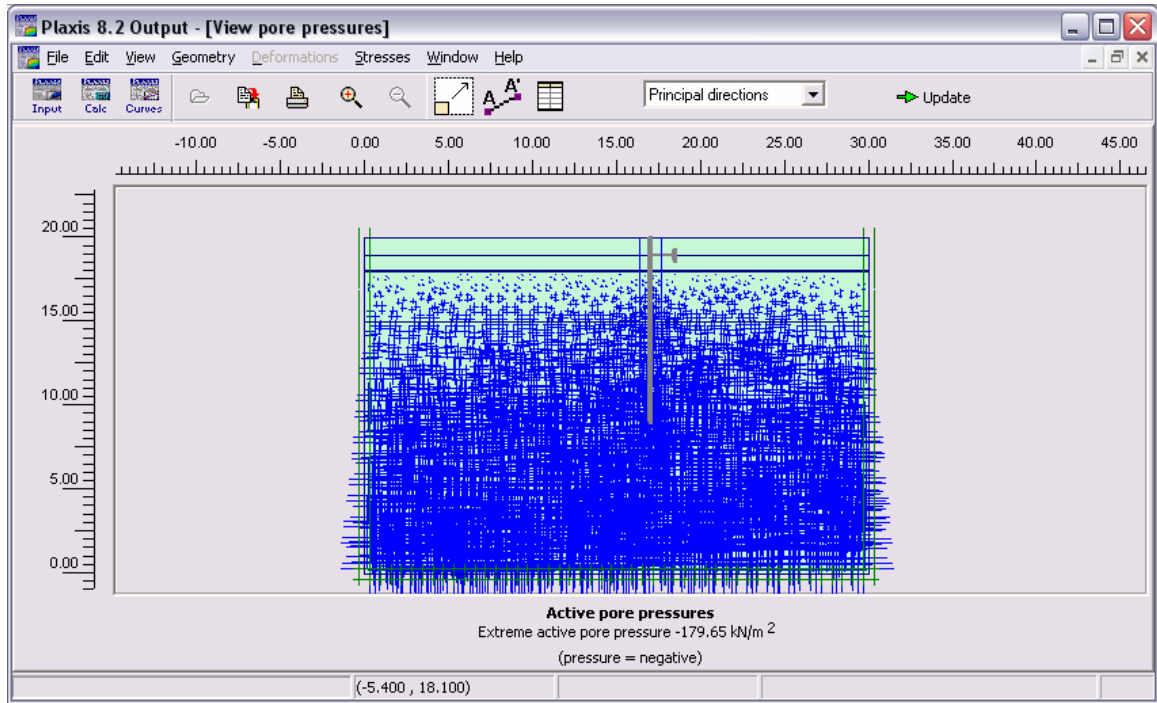 Plaxis 8.2 Output - [View pore pressures]
File Edit View Geometry Deformations Stresses Window Help
Input Calc Curves A A* Principal directions Update
-10.00 -5.00 0.00 5.00 10.00 15.00 20.00 25.00 30.00 35.00 40.00 45.00
20.00
15.00
10.00
5.00
0.00
Active pore pressures
Extreme active pore pressure -179.65 kN/m 2
(pressure = negative)
(-5.400 , 18.100)